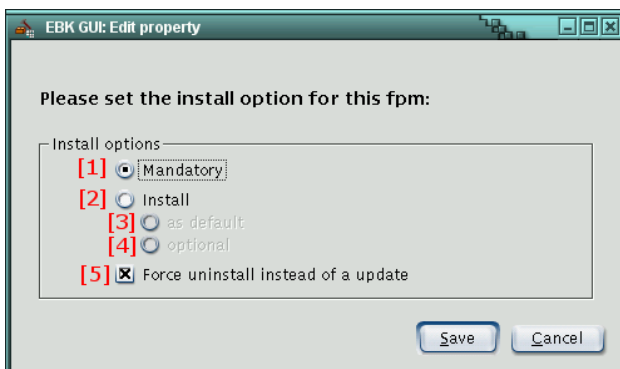 EBK GUI: Edit property
Please set the install option for this fpm:
Install options
[1] Mandatory
[2] Install
[3] as default
[4] optional
[5] Force uninstall instead of a update
Save Cancel